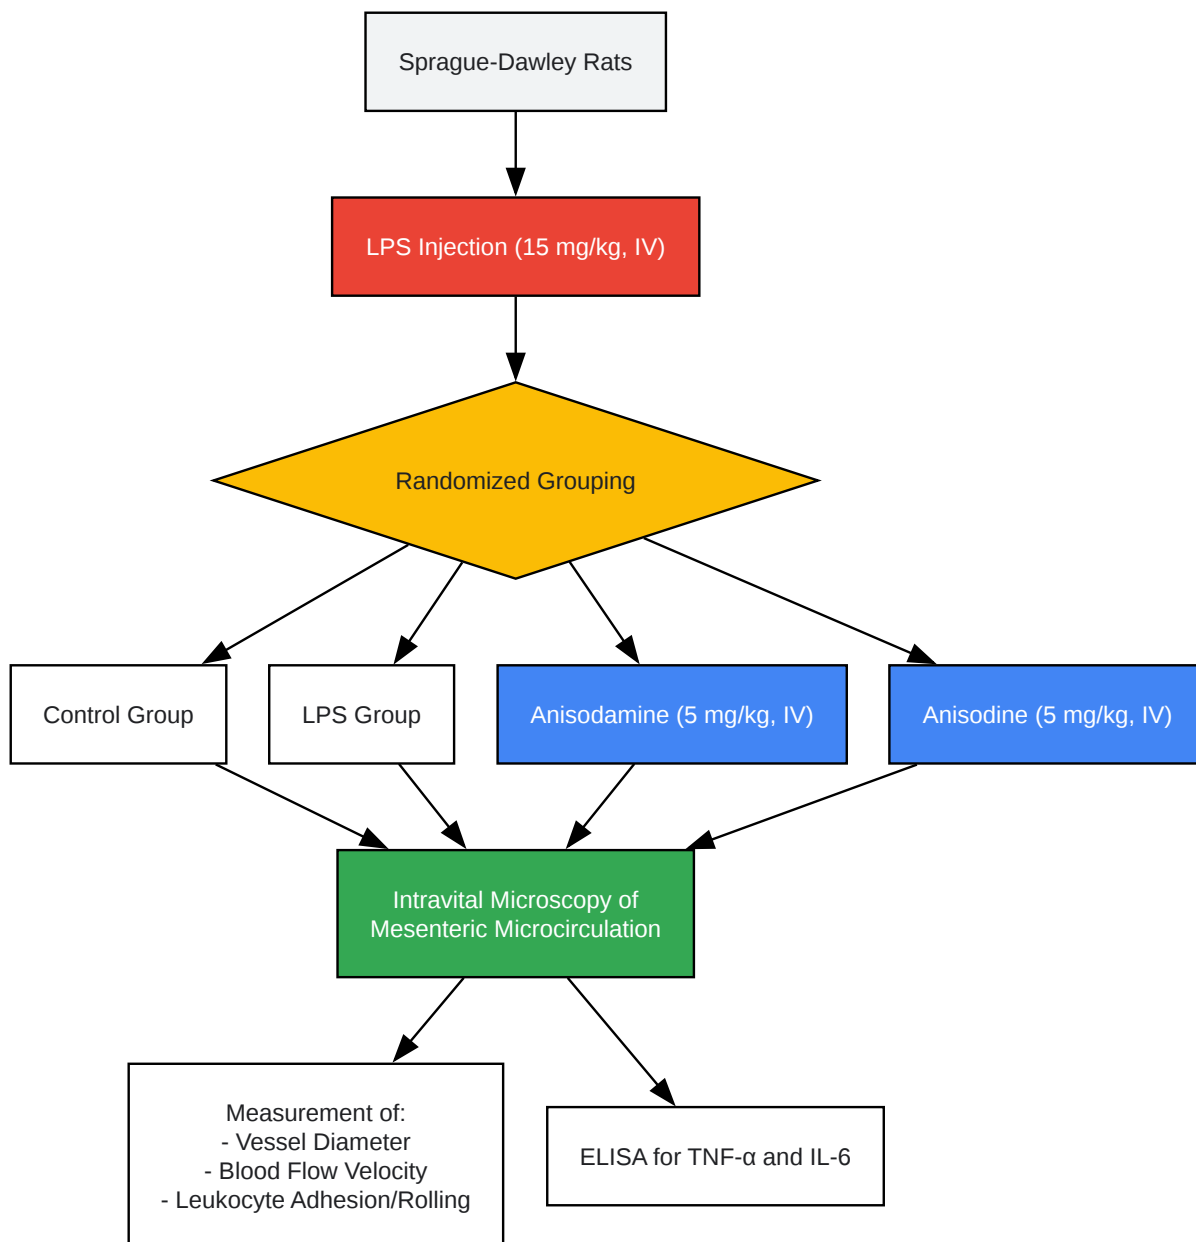 Sprague-Dawley Rats
LPS Injection (15 mg/kg, IV)
Randomized Grouping
Control Group
LPS Group
Anisodamine (5 mg/kg, IV)
Anisodine (5 mg/kg, IV)
Intravital Microscopy of
Mesenteric Microcirculation
Measurement of:
- Vessel Diameter
- Blood Flow Velocity
- Leukocyte Adhesion/Rolling
ELISA for TNF-α and IL-6